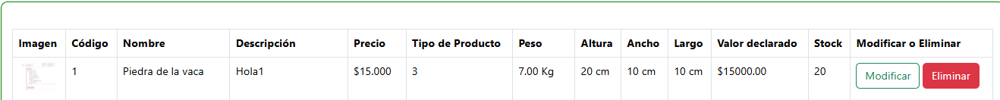 Imagen Código Nombre Descripción Precio Tipo de Producto Peso Altura Ancho Largo Valor declarado Stock Modificar o Eliminar
1 Piedra de la vaca Hola1 $15.000 3 7.00 Kg 20 cm 10 cm 10 cm $15000.00 20 Modificar Eliminar